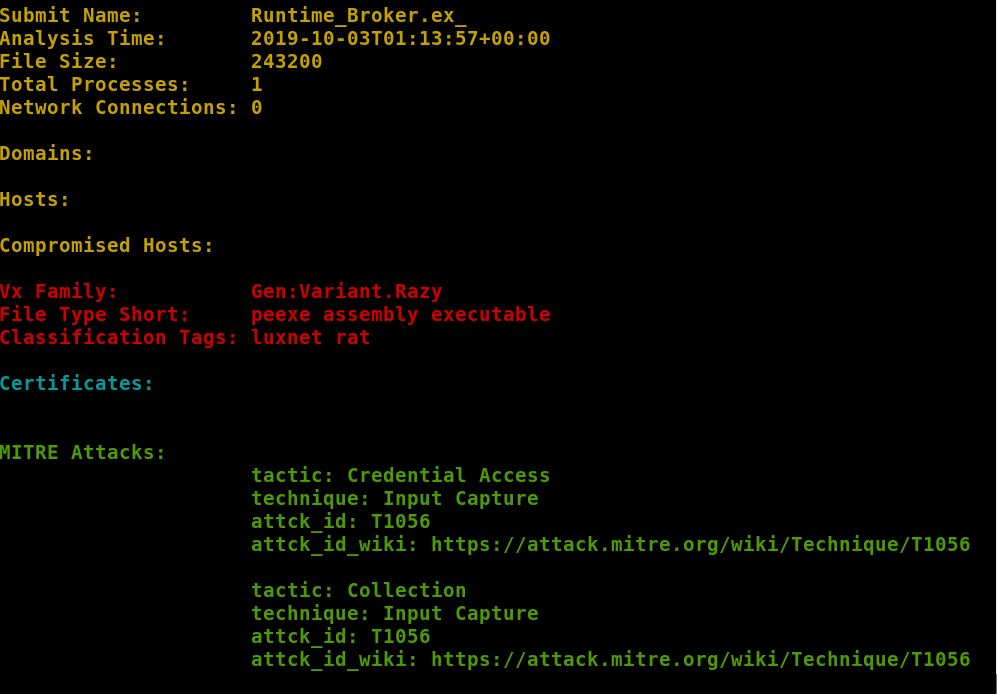 Submit Name: Runtime_Broker.ex_
Analysis Time: 2019-10-03T01:13:57+00:00
File Size: 243200
Total Processes: 1
Network Connections: 0
Domains:
Hosts:
Compromised Hosts:
Vx Family: Gen:Variant.Razy
File Type Short: peexe assembly executable
Classification Tags: luxnet rat
Certificates:
MITRE Attacks:
tactic: Credential Access
technique: Input Capture
attck_id: T1056
attck_id_wiki: https://attack.mitre.org/wiki/Technique/T1056
tactic: Collection
technique: Input Capture
attck_id: T1056
attck_id_wiki: https://attack.mitre.org/wiki/Technique/T1056